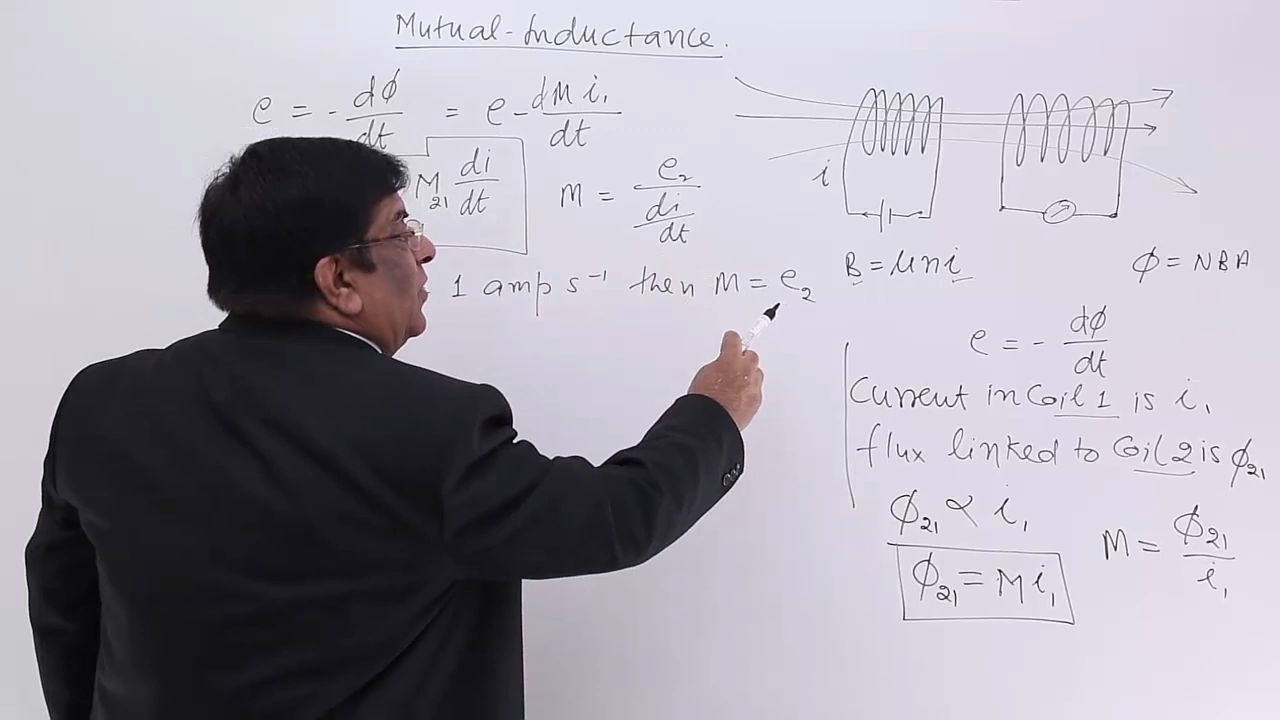 Mutual-Inductance.
e = - dφ/dt = e - dMi₁/dt
M₂₁ di/dt
M = e₂/(di/dt)
1 amp s⁻¹ then M = e₂
i
B = μni
φ = NBA
e = - dφ/dt
Current in Coil 1 is i₁
flux linked to Coil 2 is φ₂₁
φ₂₁ ∝ i₁
φ₂₁ = Mi₁
M = φ₂₁/i₁